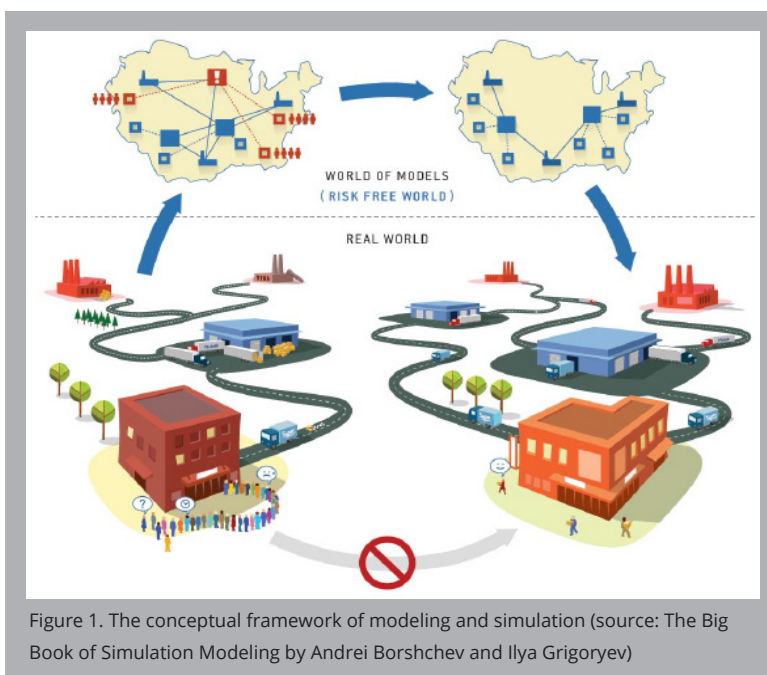 WORLD OF MODELS
(RISK FREE WORLD)
REAL WORLD
?
Figure 1. The conceptual framework of modeling and simulation (source: The Big
Book of Simulation Modeling by Andrei Borshchev and Ilya Grigoryev)